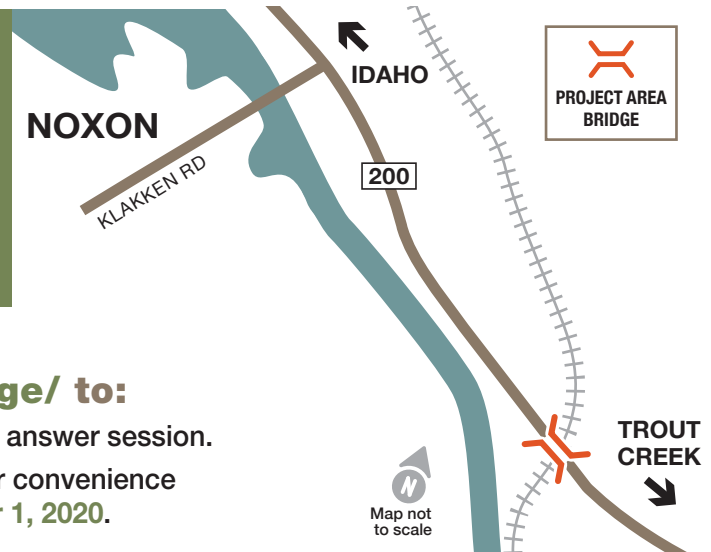 IDAHO
PROJECT AREA
BRIDGE
NOXON
KLAKKEN RD
200
ge/ to:
answer session.
r convenience
r 1, 2020.
TROUT
CREEK
N
Map not
to scale